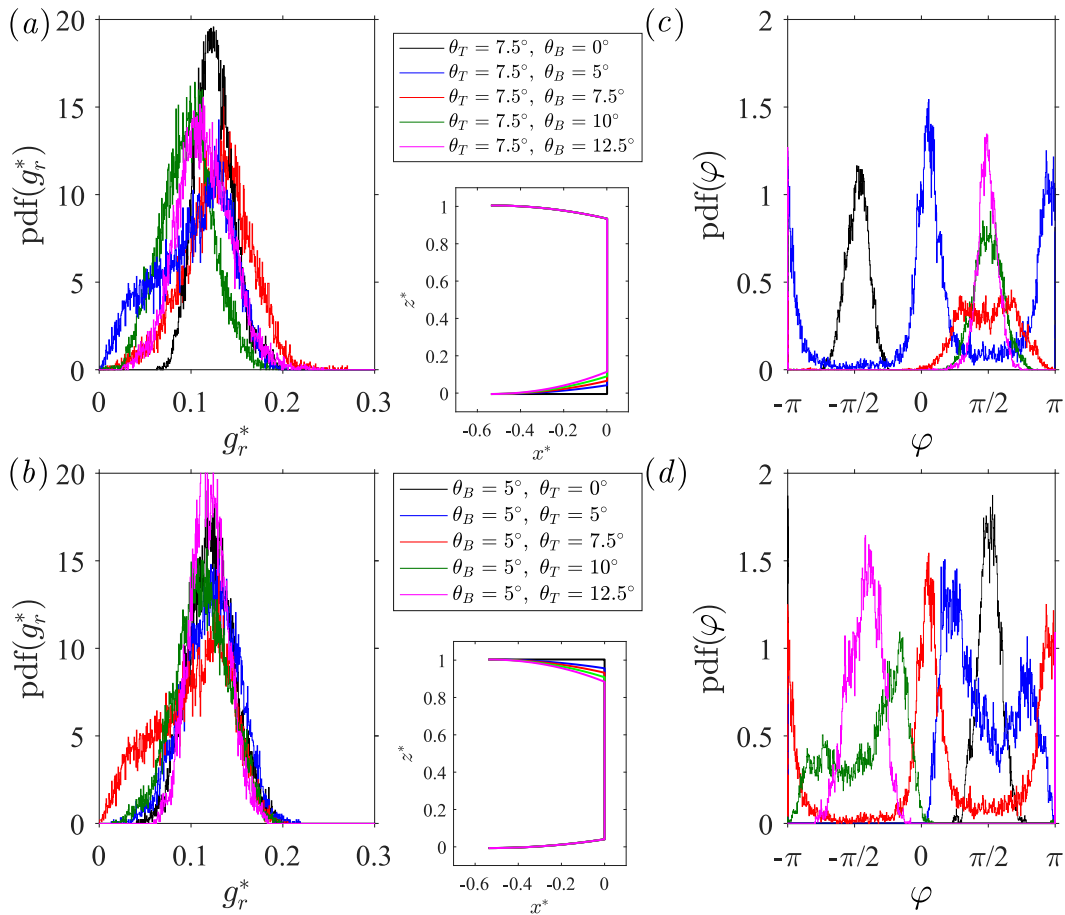 (a)
20
15
10
5
0
pdf(g_r^*)
0 0.1 0.2 0.3
g_r^*
θ_T = 7.5°, θ_B = 0°
θ_T = 7.5°, θ_B = 5°
θ_T = 7.5°, θ_B = 7.5°
θ_T = 7.5°, θ_B = 10°
θ_T = 7.5°, θ_B = 12.5°
1
0.8
0.6
0.4
0.2
0
z^*
-0.6 -0.4 -0.2 0
x^*
(c)
2
1.5
1
0.5
0
pdf(φ)
-π -π/2 0 π/2 π
φ
(b)
20
15
10
5
0
pdf(g_r^*)
0 0.1 0.2 0.3
g_r^*
θ_B = 5°, θ_T = 0°
θ_B = 5°, θ_T = 5°
θ_B = 5°, θ_T = 7.5°
θ_B = 5°, θ_T = 10°
θ_B = 5°, θ_T = 12.5°
1
0.8
0.6
0.4
0.2
0
z^*
-0.6 -0.4 -0.2 0
x^*
(d)
2
1.5
1
0.5
0
pdf(φ)
-π -π/2 0 π/2 π
φ